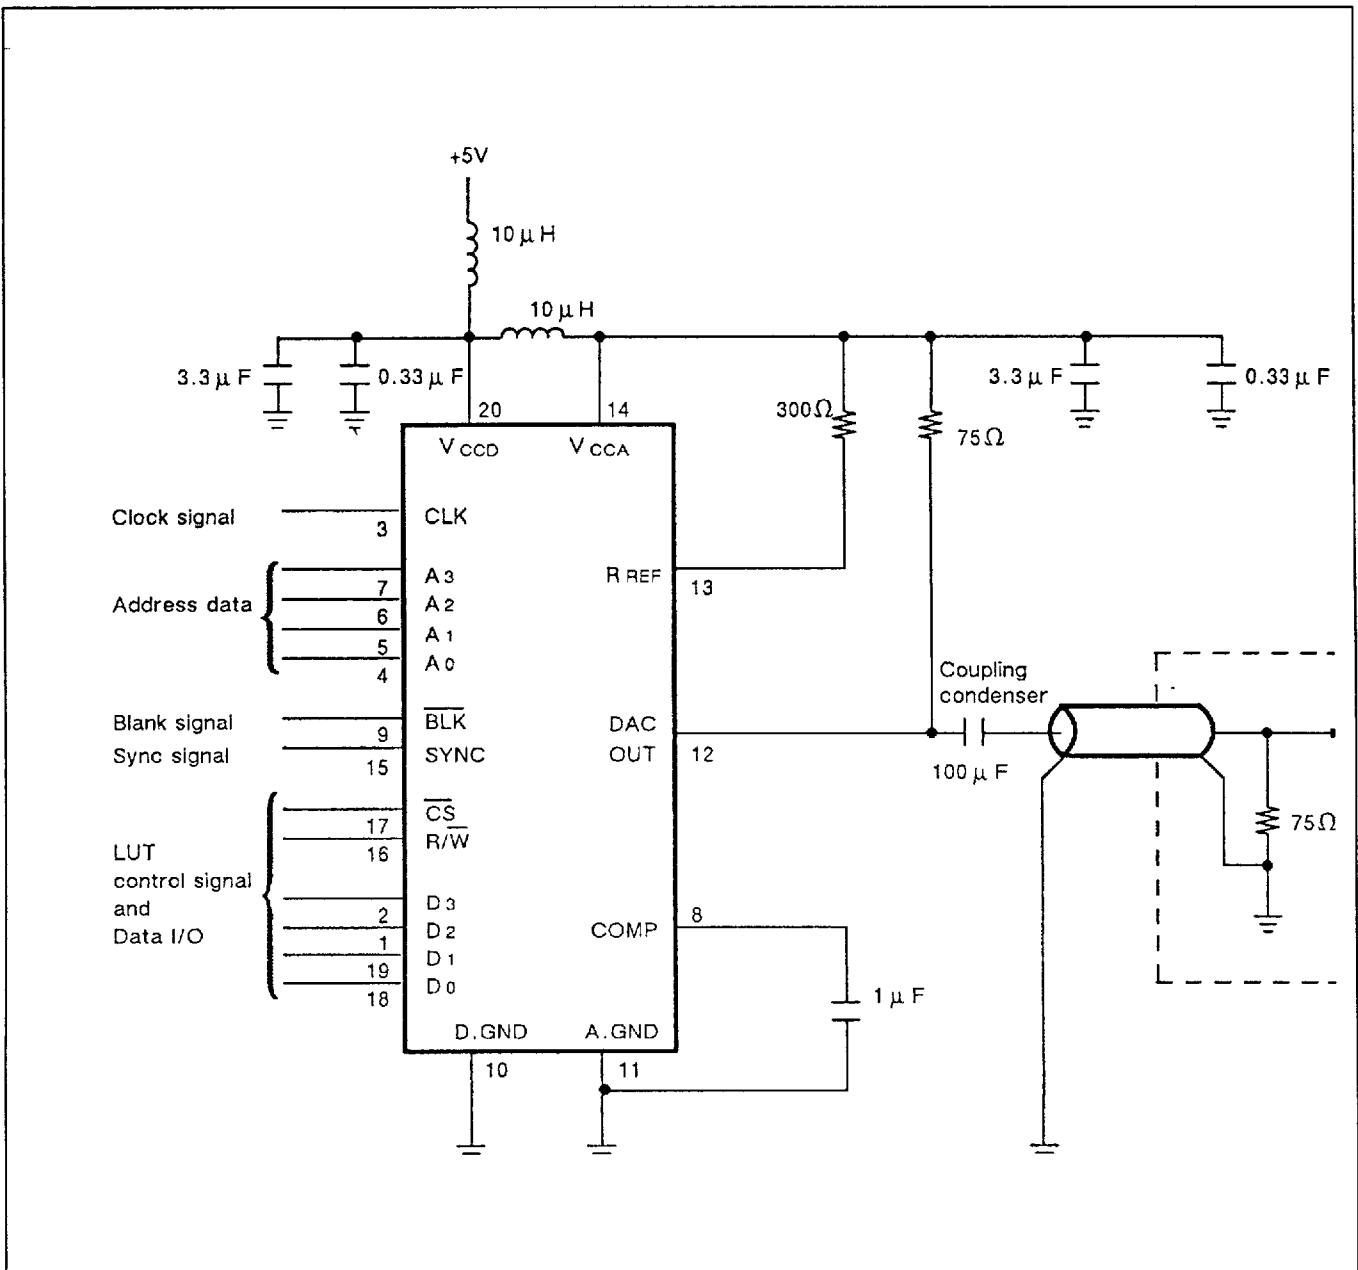 +5V
10 μ H
10 μ H
3.3 μ F
0.33 μ F
300Ω
75Ω
3.3 μ F
0.33 μ F
20
14
V CCD
V CCA
Clock signal
3
CLK
Address data
7
A 3
6
A 2
5
A 1
4
A 0
R REF
13
Blank signal
9
B̅L̅K̅
Sync signal
15
SYNC
DAC
OUT
12
Coupling
condenser
100 μ F
75Ω
LUT
control signal
and
Data I/O
17
C̅S̅
16
R/W̅
2
D 3
1
D 2
19
D 1
18
D 0
COMP
8
1 μ F
D.GND
A.GND
10
11